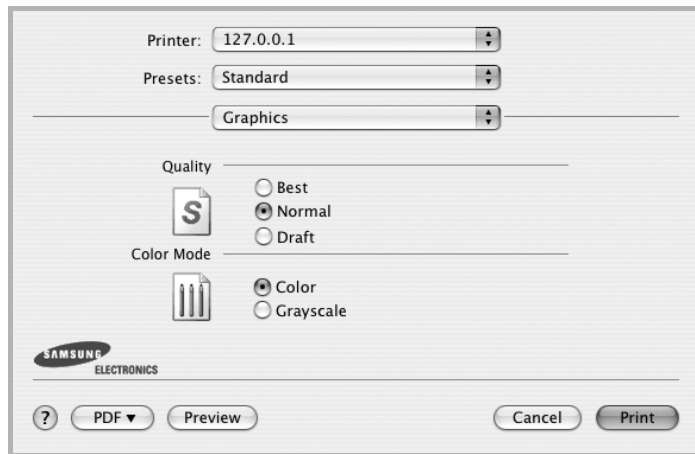 Printer: 127.0.0.1
Presets: Standard
Graphics
Quality
Best
S
Normal
Draft
Color Mode
Color
Grayscale
SAMSUNG
ELECTRONICS
? PDF ▼ Preview Cancel Print